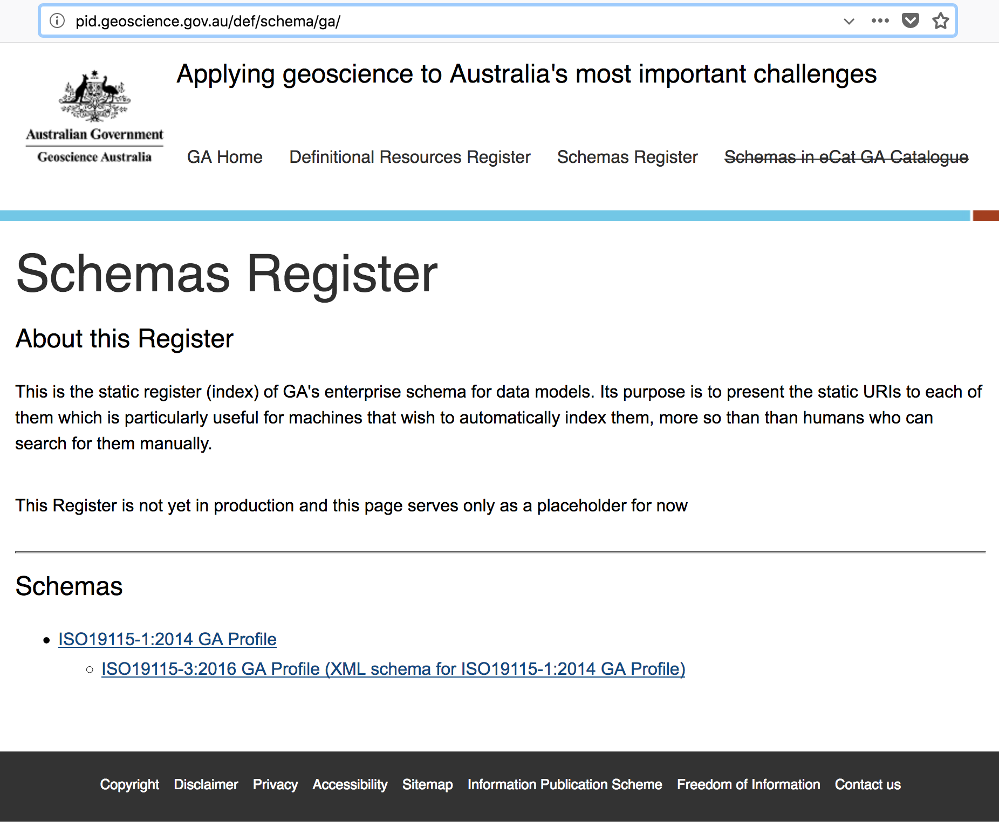 pid.geoscience.gov.au/def/schema/ga/
Applying geoscience to Australia's most important challenges
Australian Government
Geoscience Australia
GA Home Definitional Resources Register Schemas Register Schemas in eCat GA Catalogue
Schemas Register
About this Register
This is the static register (index) of GA's enterprise schema for data models. Its purpose is to present the static URIs to each of
them which is particularly useful for machines that wish to automatically index them, more so than than humans who can
search for them manually.
This Register is not yet in production and this page serves only as a placeholder for now
Schemas
ISO19115-1:2014 GA Profile
ISO19115-3:2016 GA Profile (XML schema for ISO19115-1:2014 GA Profile)
Copyright Disclaimer Privacy Accessibility Sitemap Information Publication Scheme Freedom of Information Contact us